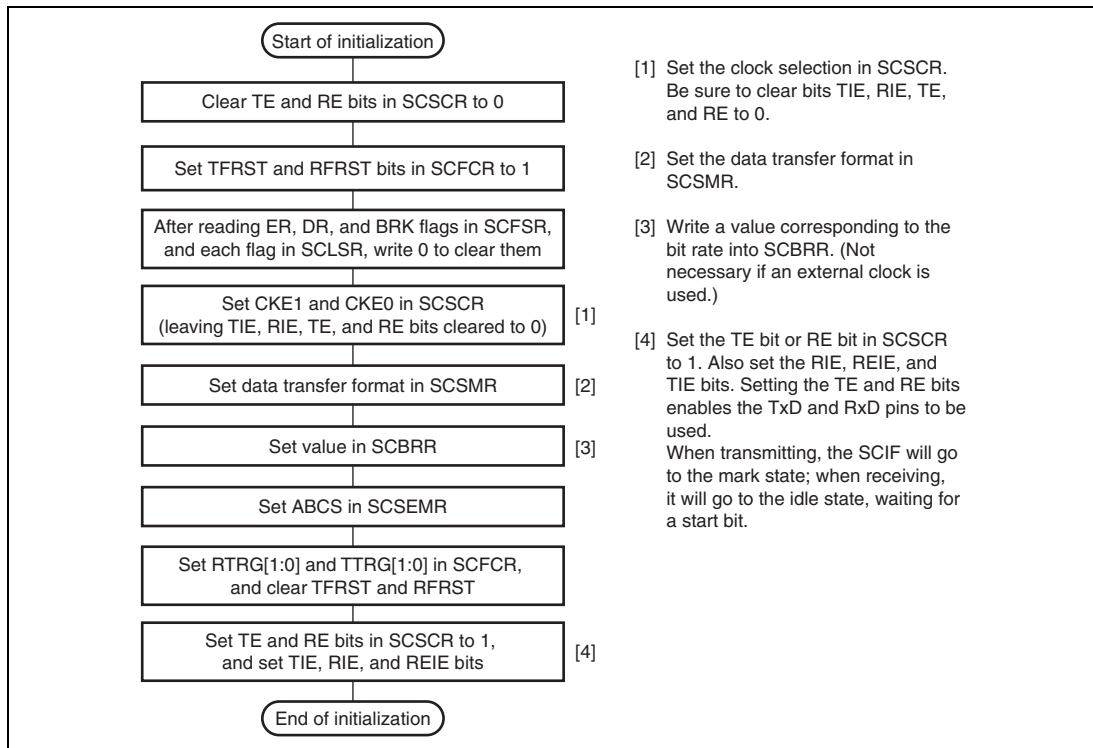 Start of initialization
Clear TE and RE bits in SCSCR to 0
Set TFRST and RFRST bits in SCFCR to 1
After reading ER, DR, and BRK flags in SCFSR,
and each flag in SCLSR, write 0 to clear them
Set CKE1 and CKE0 in SCSCR
(leaving TIE, RIE, TE, and RE bits cleared to 0)
[1]
Set data transfer format in SCSMR
[2]
Set value in SCBRR
[3]
Set ABCS in SCSEMR
Set RTRG[1:0] and TTRG[1:0] in SCFCR,
and clear TFRST and RFRST
Set TE and RE bits in SCSCR to 1,
and set TIE, RIE, and REIE bits
[4]
End of initialization
[1] Set the clock selection in SCSCR.
Be sure to clear bits TIE, RIE, TE,
and RE to 0.
[2] Set the data transfer format in
SCSMR.
[3] Write a value corresponding to the
bit rate into SCBRR. (Not
necessary if an external clock is
used.)
[4] Set the TE bit or RE bit in SCSCR
to 1. Also set the RIE, REIE, and
TIE bits. Setting the TE and RE bits
enables the TxD and RxD pins to be
used.
When transmitting, the SCIF will go
to the mark state; when receiving,
it will go to the idle state, waiting for
a start bit.